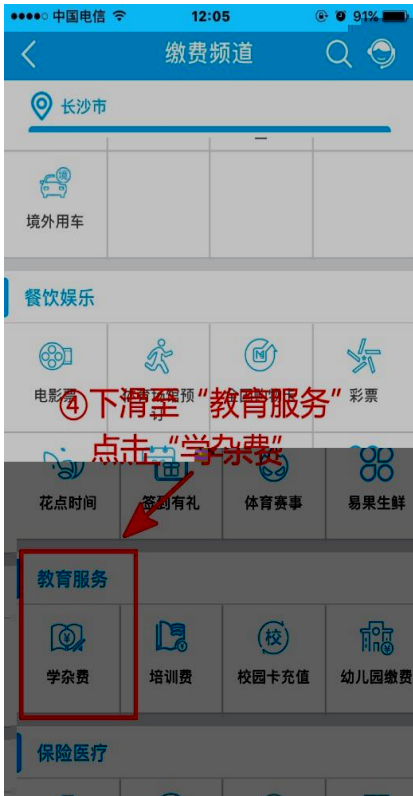 中国电信 12:05 91%
缴费频道
长沙市
境外用车
餐饮娱乐
电影票 彩票
④下滑至“教育服务”
点击“学杂费”
花点时间 签到有礼 体育赛事 易果生鲜
教育服务
学杂费 培训费 校园卡充值 幼儿园缴费
保险医疗